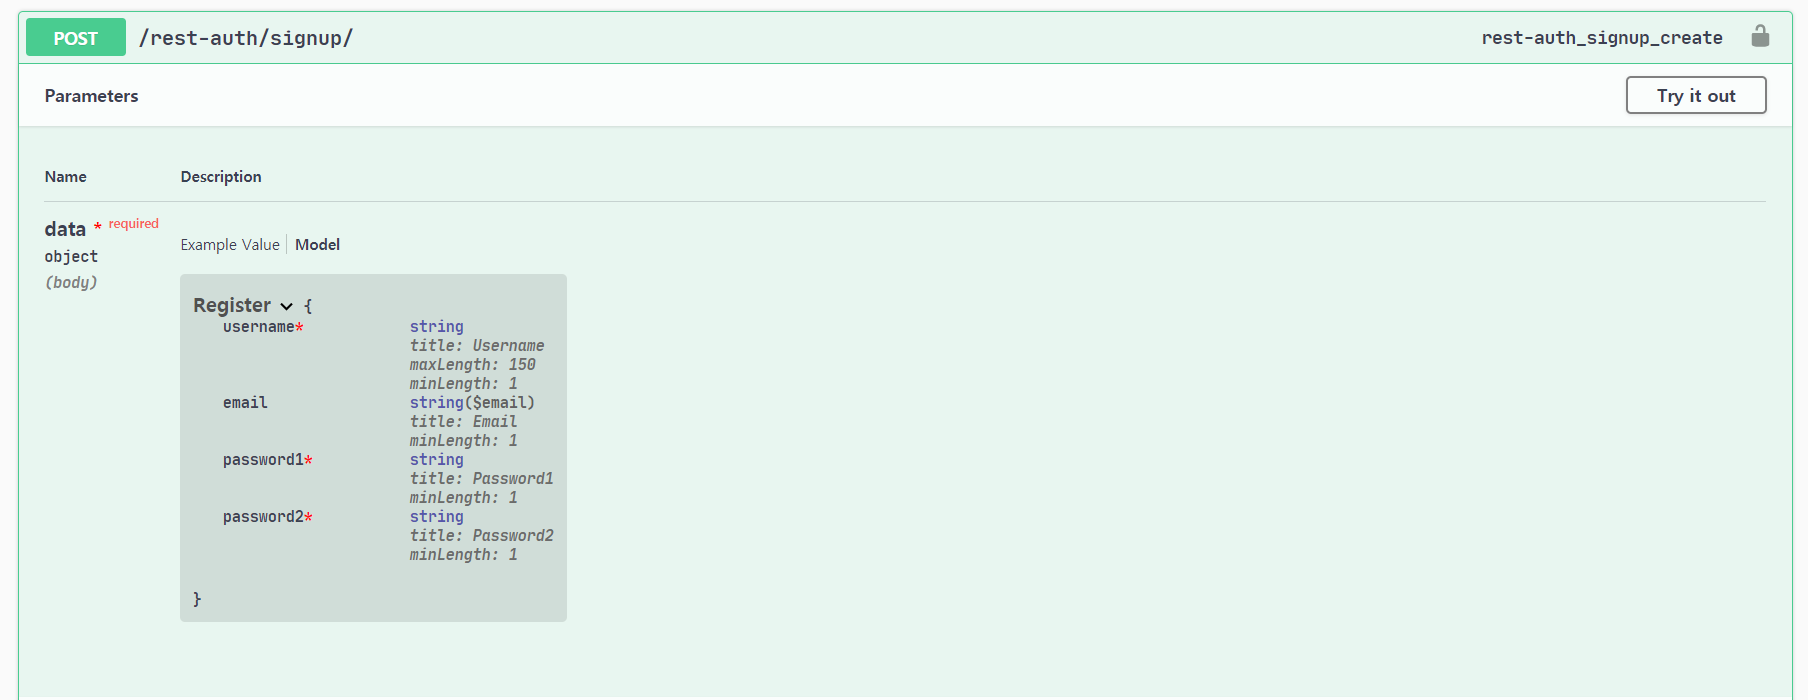 POST /rest-auth/signup/ rest-auth_signup_create
Parameters Try it out
Name Description
data * required
object
(body)
Example Value Model
Register {
username* string
title: Username
maxLength: 150
minLength: 1
email string($email)
title: Email
minLength: 1
password1* string
title: Password1
minLength: 1
password2* string
title: Password2
minLength: 1
}